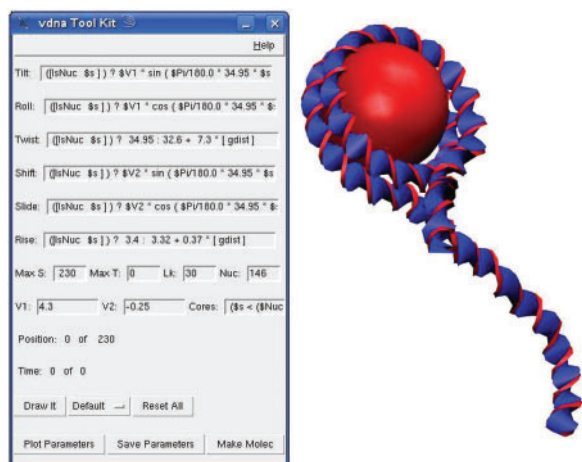 vdna Tool Kit
Help
Tilt: ([IsNuc $s ] ) ? $V1 * sin ( $Pi/180.0 * 34.95 * $s
Roll: ([IsNuc $s ] ) ? $V1 * cos ( $Pi/180.0 * 34.95 * $s
Twist: ([IsNuc $s ] ) ? 34.95 : 32.6 + 7.3 * [ gdist ]
Shift: ([IsNuc $s ] ) ? $V2 * sin ( $Pi/180.0 * 34.95 * $s
Slide: ([IsNuc $s ] ) ? $V2 * cos ( $Pi/180.0 * 34.95 * $s
Rise: ([IsNuc $s ] ) ? 3.4 : 3.32 + 0.37 * [ gdist ]
Max S: 230 Max T: 0 Lk: 30 Nuc: 146
V1: 4.3 V2: -0.25 Cores: ($s < ($Nuc
Position: 0 of 230
Time: 0 of 0
Draw It Default Reset All
Plot Parameters Save Parameters Make Molec